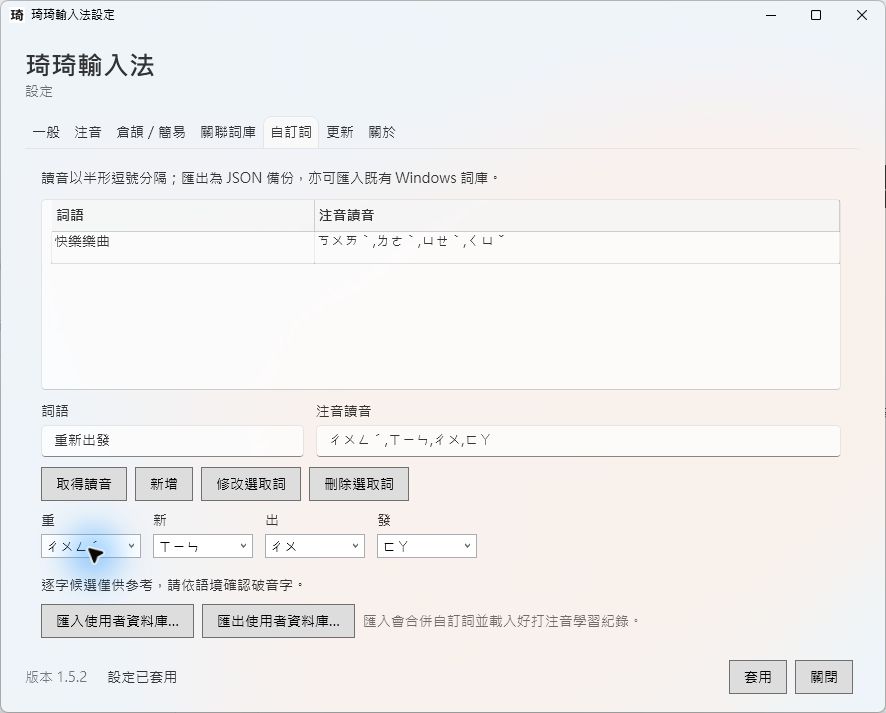 琦 琦琦輸入法設定
琦琦輸入法
設定
一般 注音 倉頡 / 簡易 關聯詞庫 自訂詞 更新 關於
讀音以半形逗號分隔；匯出為 JSON 備份，亦可匯入既有 Windows 詞庫。
詞語 注音讀音
快樂樂曲 ㄎㄨㄞˋ,ㄌㄜˋ,ㄩㄝˋ,ㄑㄩˇ
詞語 注音讀音
重新出發 ㄔㄨㄥˊ,ㄒㄧㄣ,ㄔㄨ,ㄈㄚ
取得讀音 新增 修改選取詞 刪除選取詞
重 新 出 發
ㄔㄨㄥˊ ㄒㄧㄣ ㄔㄨ ㄈㄚ
逐字候選僅供參考，請依語境確認破音字。
匯入使用者資料庫... 匯出使用者資料庫... 匯入會合併自訂詞並載入好打注音學習紀錄。
版本 1.5.2 設定已套用 套用 關閉